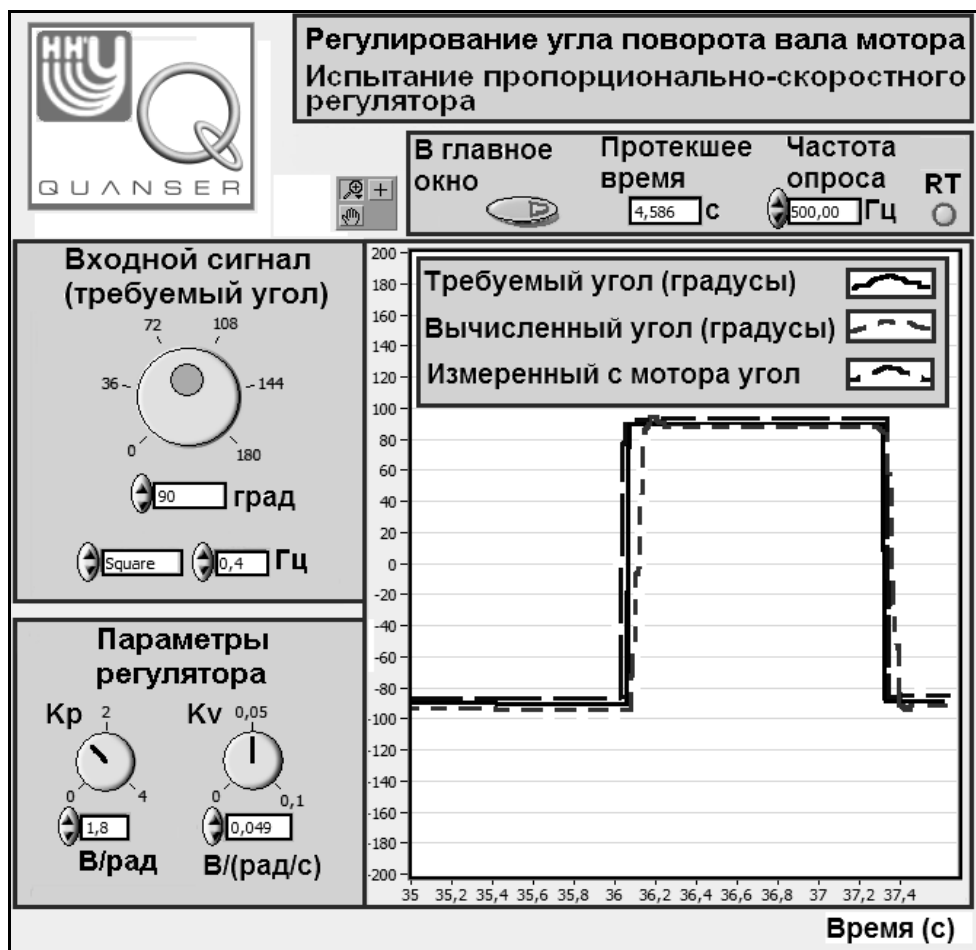 ННГУ
QUANSER
Регулирование угла поворота вала мотора
Испытание пропорционально-скоростного
регулятора
В главное окно
Протекшее время
4,586 с
Частота опроса
500,00 Гц
RT
Входной сигнал
(требуемый угол)
0
36
72
108
144
180
90 град
Square
0,4 Гц
Параметры
регулятора
Kp
0
2
4
1,8
В/рад
Kv
0
0,05
0,1
0,049
В/(рад/с)
Требуемый угол (градусы)
Вычисленный угол (градусы)
Измеренный с мотора угол
200
180
160
140
120
100
80
60
40
20
0
-20
-40
-60
-80
-100
-120
-140
-160
-180
-200
35 35,2 35,4 35,6 35,8 36 36,2 36,4 36,6 36,8 37 37,2 37,4
Время (с)